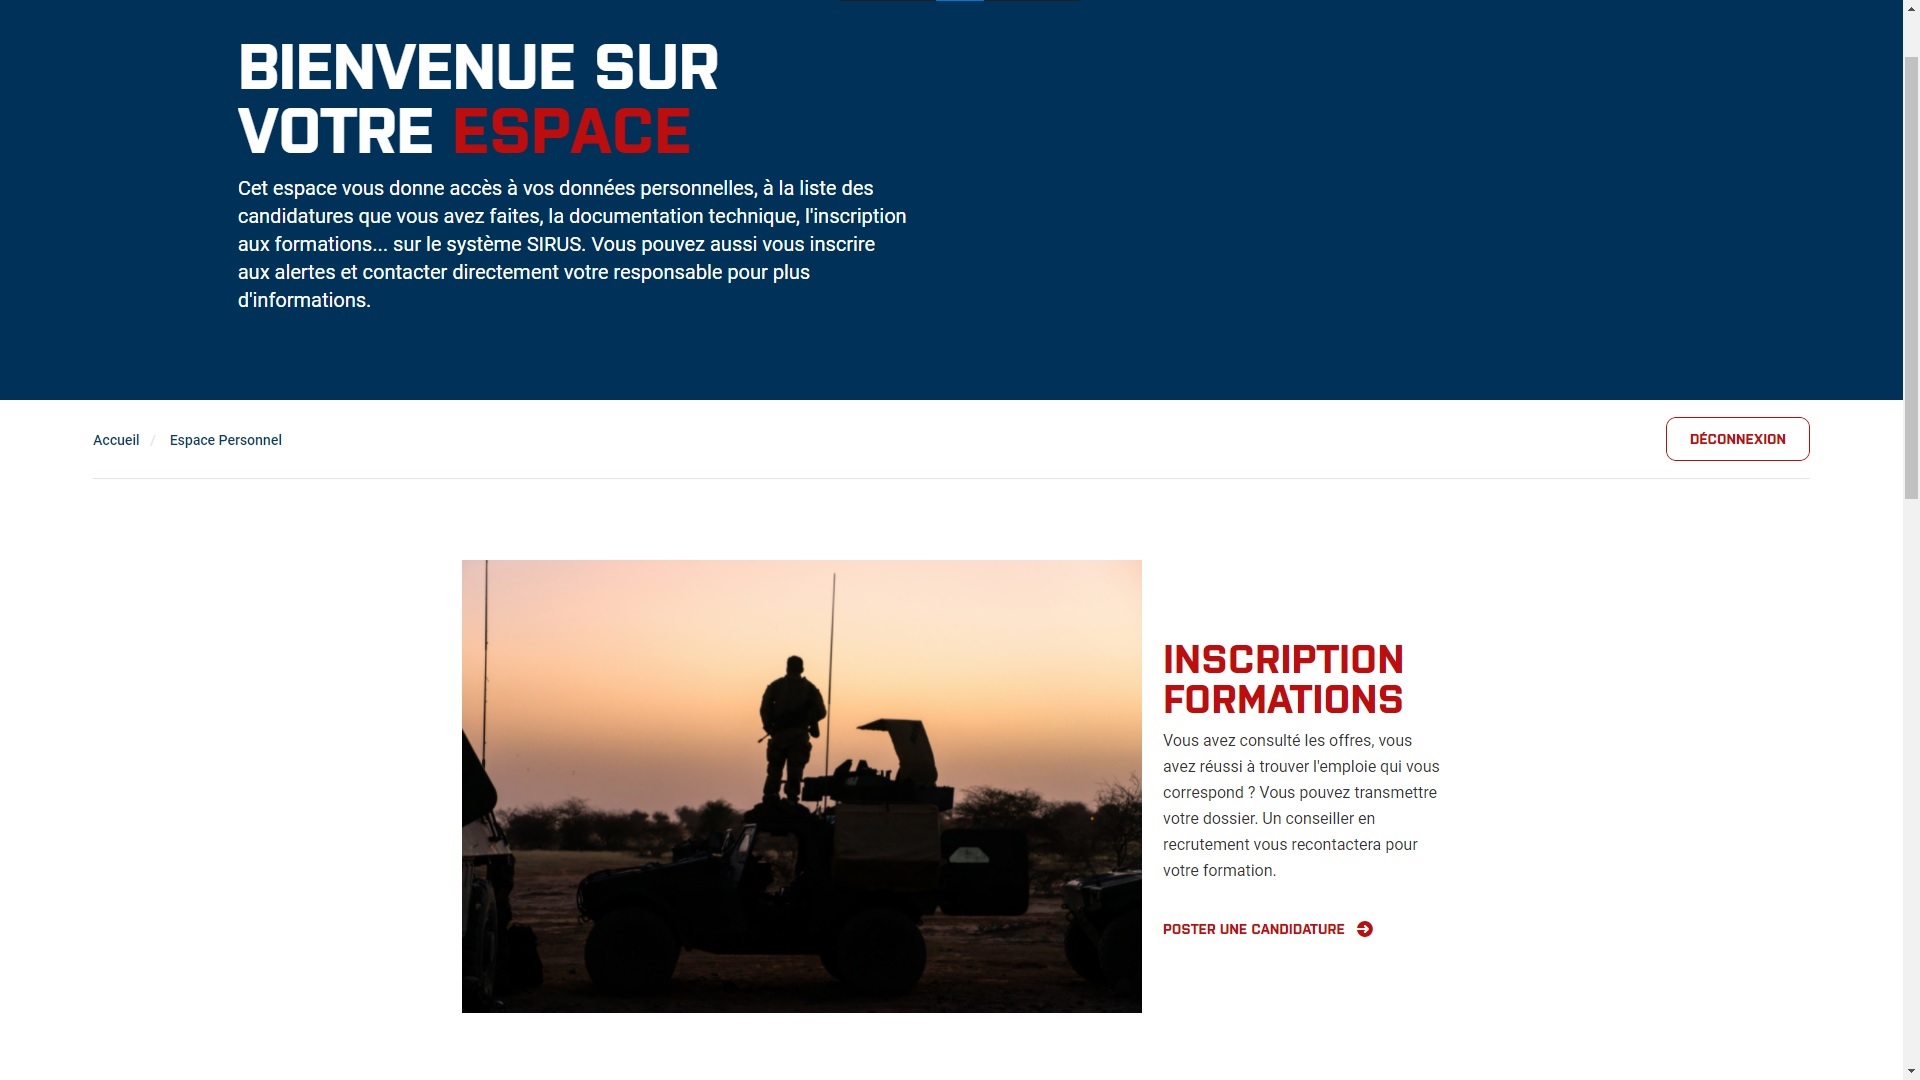 BIENVENUE SUR
VOTRE ESPACE
Cet espace vous donne accès à vos données personnelles, à la liste des
candidatures que vous avez faites, la documentation technique, l'inscription
aux formations... sur le système SIRUS. Vous pouvez aussi vous inscrire
aux alertes et contacter directement votre responsable pour plus
d'informations.
Accueil / Espace Personnel
DÉCONNEXION
INSCRIPTION
FORMATIONS
Vous avez consulté les offres, vous
avez réussi à trouver l'emploie qui vous
correspond ? Vous pouvez transmettre
votre dossier. Un conseiller en
recrutement vous recontactera pour
votre formation.
POSTER UNE CANDIDATURE